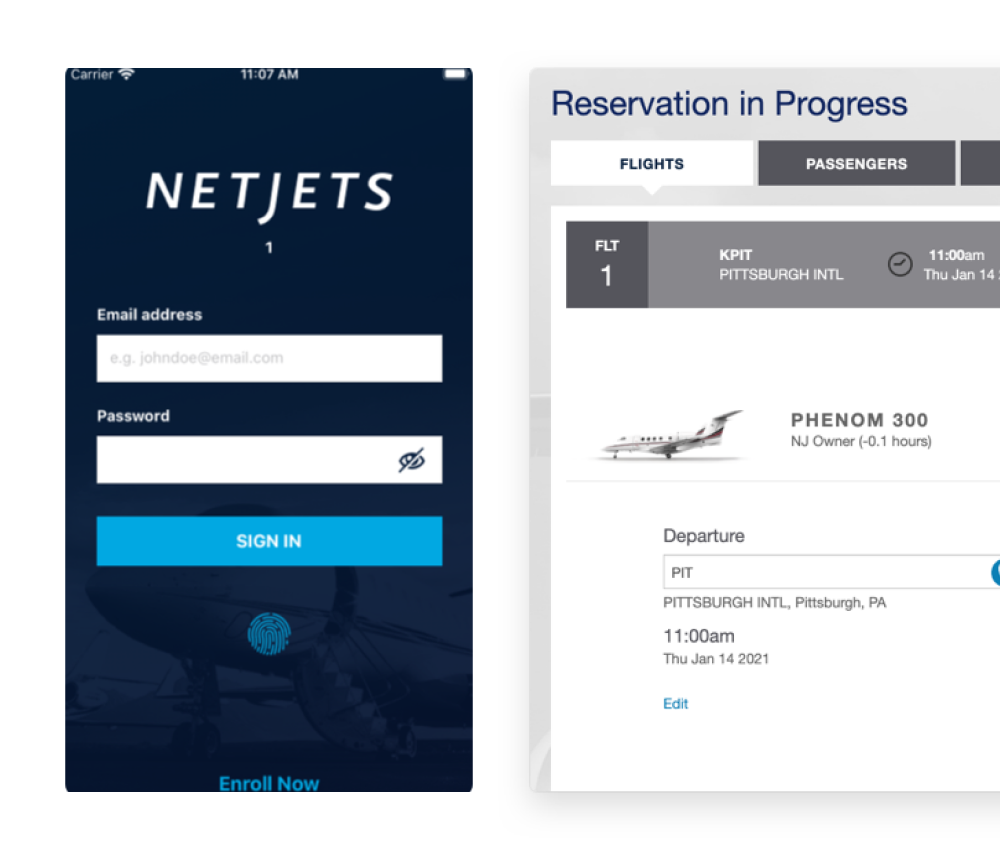 Carrier 11:07 AM
NETJETS
1
Email address
e.g. johndoe@email.com
Password
SIGN IN
Enroll Now
Reservation in Progress
FLIGHTS PASSENGERS
FLT
1
KPIT
PITTSBURGH INTL
11:00am
Thu Jan 14
PHENOM 300
NJ Owner (-0.1 hours)
Departure
PIT
PITTSBURGH INTL, Pittsburgh, PA
11:00am
Thu Jan 14 2021
Edit